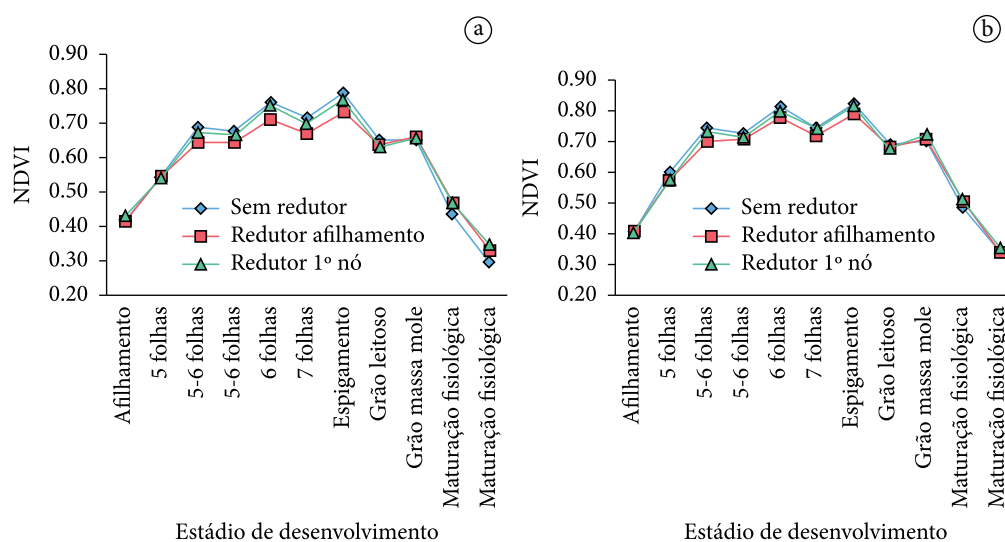 a
0.90
0.80
0.70
0.60
0.50
0.40
0.30
0.20
NDVI
Sem redutor
Redutor afilhamento
Redutor 1º nó
Afilhamento
5 folhas
5-6 folhas
5-6 folhas
6 folhas
7 folhas
Espigamento
Grão leitoso
Grão massa mole
Maturação fisiológica
Maturação fisiológica
Estádio de desenvolvimento
b
0.90
0.80
0.70
0.60
0.50
0.40
0.30
0.20
NDVI
Sem redutor
Redutor afilhamento
Redutor 1º nó
Afilhamento
5 folhas
5-6 folhas
5-6 folhas
6 folhas
7 folhas
Espigamento
Grão leitoso
Grão massa mole
Maturação fisiológica
Maturação fisiológica
Estádio de desenvolvimento